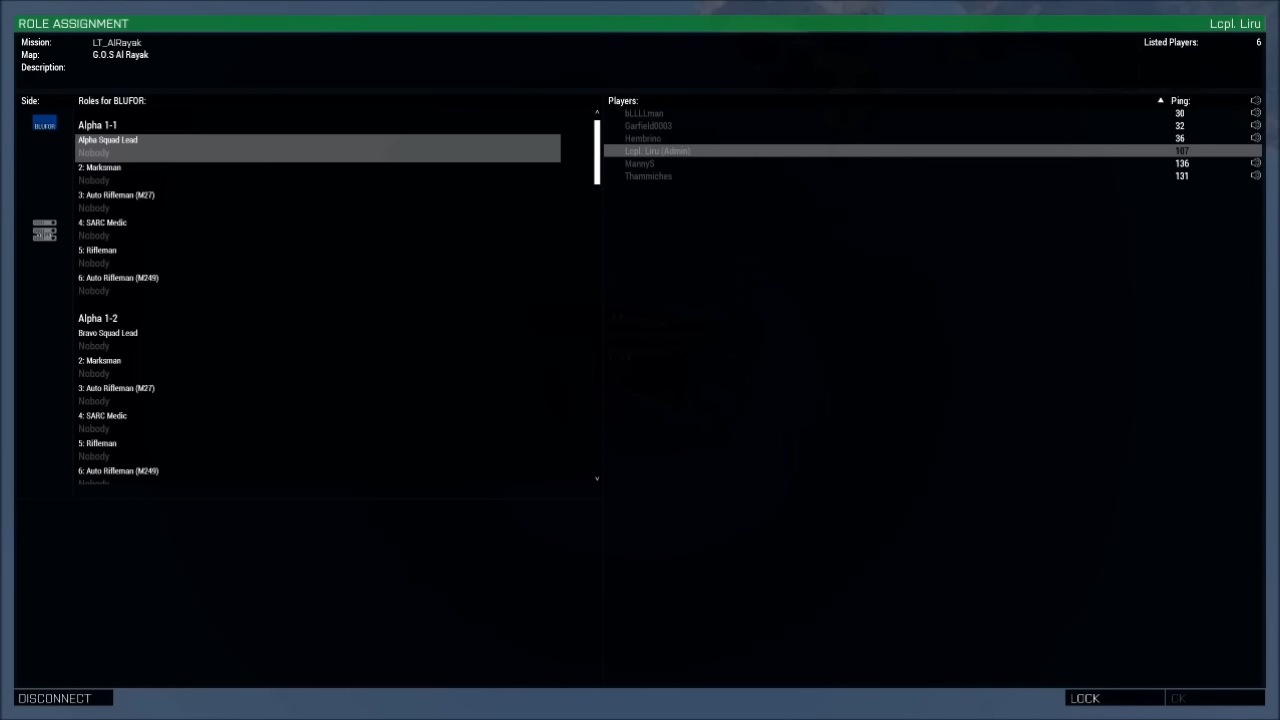 ROLE ASSIGNMENT
Lcpl. Liru
Mission: LT_AlRayak
Map: G.O.S Al Rayak
Description:
Listed Players: 6
Side:
BLUFOR
Roles for BLUFOR:
Alpha 1-1
Alpha Squad Lead
Nobody
2: Marksman
Nobody
3: Auto Rifleman (M27)
Nobody
4: SARC Medic
Nobody
5: Rifleman
Nobody
6: Auto Rifleman (M249)
Nobody
Alpha 1-2
Bravo Squad Lead
Nobody
2: Marksman
Nobody
3: Auto Rifleman (M27)
Nobody
4: SARC Medic
Nobody
5: Rifleman
Nobody
6: Auto Rifleman (M249)
Nobody
Players: Ping:
bLLLLman 30
Garfield0003 32
Hembrino 36
Lcpl. Liru (Admin) 107
Manny5 136
Thammiches 131
DISCONNECT
LOCK
OK